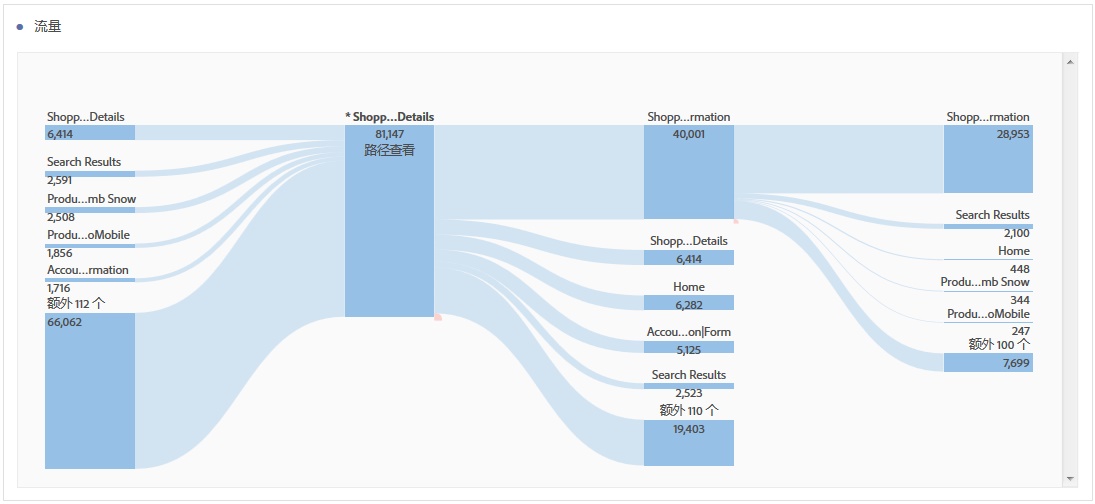 流量
Shopp...Details
6,414
Search Results
2,591
Produ...mb Snow
2,508
Produ...oMobile
1,856
Accou...rmation
1,716
额外 112 个
66,062
* Shopp...Details
81,147
路径查看
Shopp...rmation
40,001
Shopp...Details
6,414
Home
6,282
Accou...on|Form
5,125
Search Results
2,523
额外 110 个
19,403
Shopp...rmation
28,953
Search Results
2,100
Home
448
Produ...mb Snow
344
Produ...oMobile
247
额外 100 个
7,699